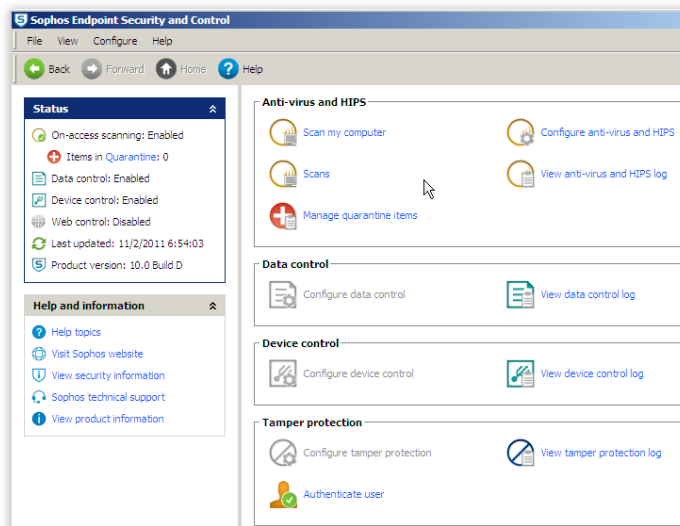 Sophos Endpoint Security and Control
File View Configure Help
Back Forward Home Help
Status
On-access scanning: Enabled
Items in Quarantine: 0
Data control: Enabled
Device control: Enabled
Web control: Disabled
Last updated: 11/2/2011 6:54:03
Product version: 10.0 Build D
Help and information
Help topics
Visit Sophos website
View security information
Sophos technical support
View product information
Anti-virus and HIPS
Scan my computer Configure anti-virus and HIPS
Scans View anti-virus and HIPS log
Manage quarantine items
Data control
Configure data control View data control log
Device control
Configure device control View device control log
Tamper protection
Configure tamper protection View tamper protection log
Authenticate user